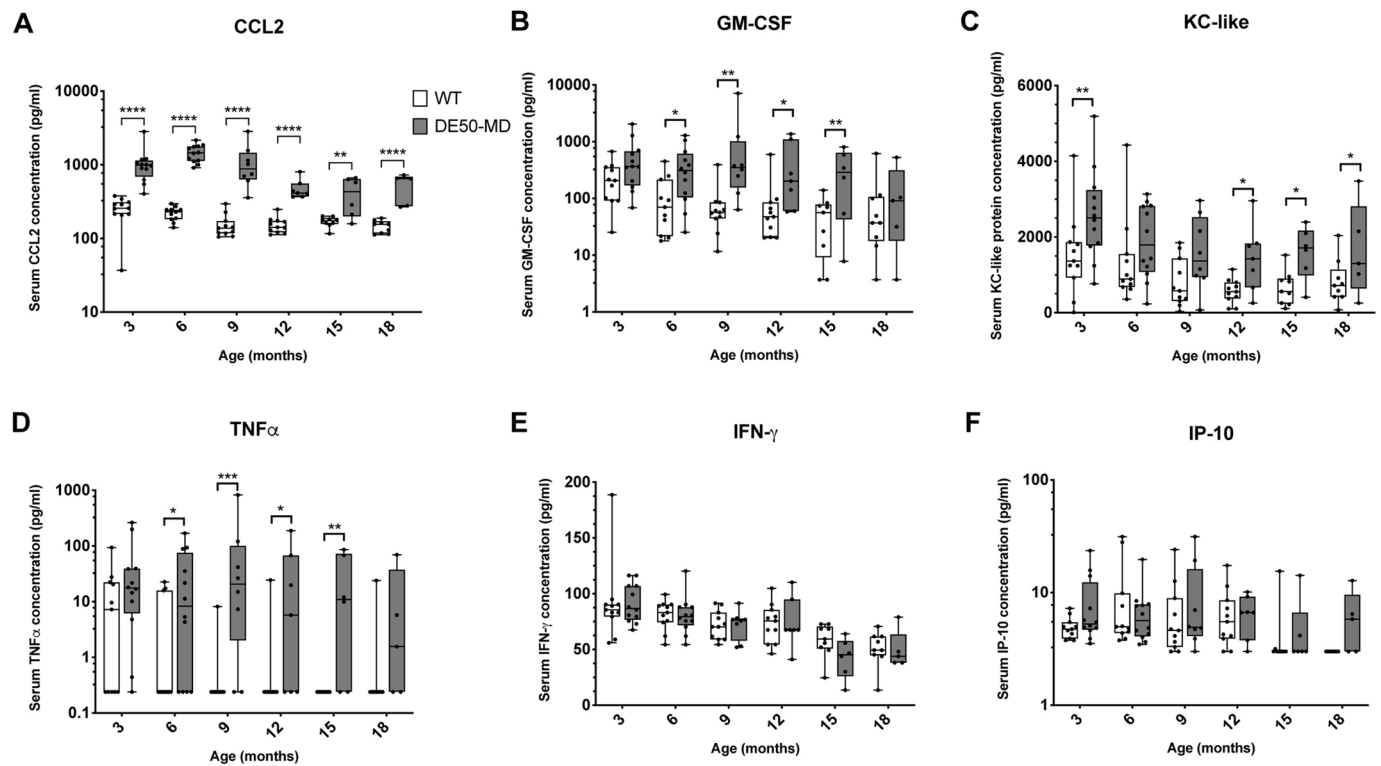 A
CCL2
Serum CCL2 concentration (pg/ml)
10000
1000
100
10
**** **** **** **** ** ****
WT
DE50-MD
3 6 9 12 15 18
Age (months)
B
GM-CSF
Serum GM-CSF concentration (pg/ml)
10000
1000
100
10
1
* ** * **
3 6 9 12 15 18
Age (months)
C
KC-like
Serum KC-like protein concentration (pg/ml)
6000
4000
2000
0
** * * *
3 6 9 12 15 18
Age (months)
D
TNFα
Serum TNFα concentration (pg/ml)
1000
100
10
1
0.1
* *** * **
3 6 9 12 15 18
Age (months)
E
IFN-γ
Serum IFN-γ concentration (pg/ml)
200
150
100
50
0
3 6 9 12 15 18
Age (months)
F
IP-10
Serum IP-10 concentration (pg/ml)
100
10
1
3 6 9 12 15 18
Age (months)